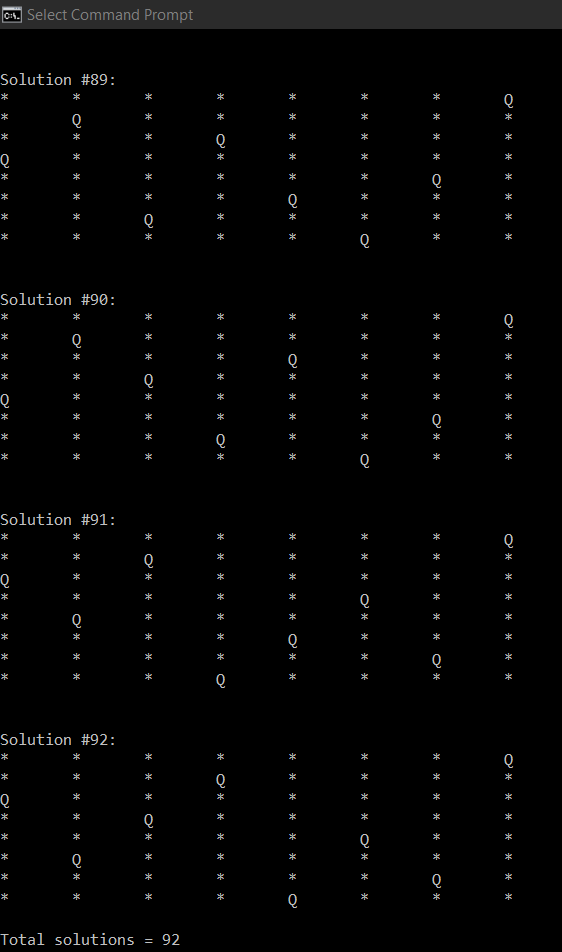 Select Command Prompt
Solution #89:
* * * * * * * Q
* Q * * * * * *
* * * Q * * * *
Q * * * * * * *
* * * * * * Q *
* * * * Q * * *
* * Q * * * * *
* * * * * Q * *
Solution #90:
* * * * * * * Q
* Q * * * * * *
* * * * Q * * *
* * Q * * * * *
Q * * * * * * *
* * * * * * Q *
* * * Q * * * *
* * * * * Q * *
Solution #91:
* * * * * * * Q
* * Q * * * * *
Q * * * * * * *
* * * * * Q * *
* Q * * * * * *
* * * * Q * * *
* * * * * * Q *
* * * Q * * * *
Solution #92:
* * * * * * * Q
* * * Q * * * *
Q * * * * * * *
* * Q * * * * *
* * * * * Q * *
* Q * * * * * *
* * * * * * Q *
* * * * Q * * *
Total solutions = 92